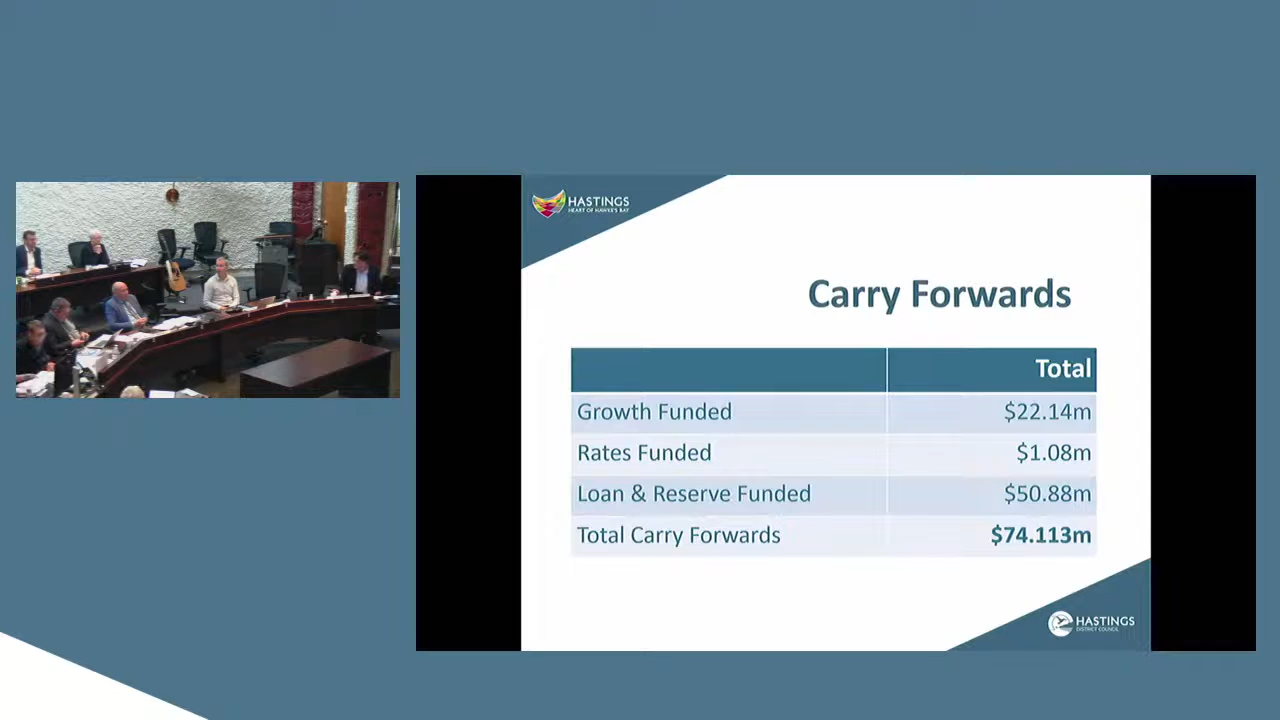 HASTINGS
HEART OF HAWKE'S BAY
Carry Forwards
Total
Growth Funded $22.14m
Rates Funded $1.08m
Loan & Reserve Funded $50.88m
Total Carry Forwards $74.113m
HASTINGS
DISTRICT COUNCIL